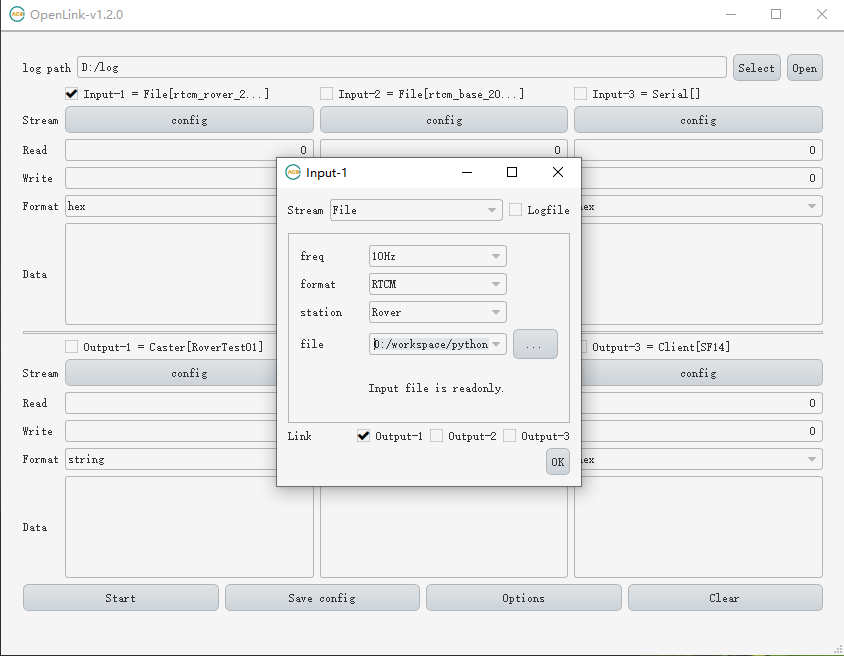 OpenLink-v1.2.0
log path D:/log Select Open
Input-1 = File[rtcm_rover_2...] Input-2 = File[rtcm_base_20...] Input-3 = Serial[]
Stream config config config
Read 0 0 0
Write 0
Format hex
Data
Output-1 = Caster[RoverTest01] Output-3 = Client[SF14]
Stream config config
Read 0
Write 0
Format string
Data
Start Save config Options Clear
Input-1
Stream File Logfile
freq 10Hz
format RTCM
station Rover
file D:/workspace/python ...
Input file is readonly.
Link Output-1 Output-2 Output-3
OK